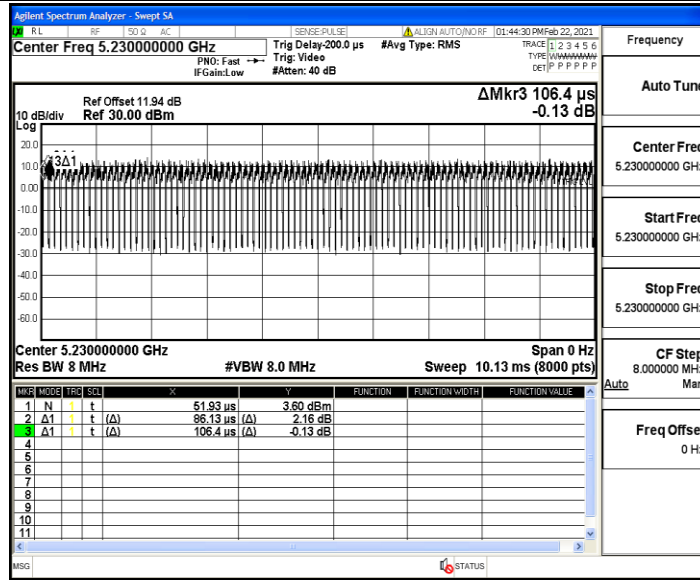 Agilent Spectrum Analyzer - Swept SA
RL RF 50 Ω AC SENSE:PULSE ALIGN AUTO/NO RF 01:44:30 PM Feb 22, 2021
Center Freq 5.230000000 GHz
PNO: Fast
IFGain:Low
Trig Delay-200.0 µs
Trig: Video
#Atten: 40 dB
#Avg Type: RMS
TRACE 1 2 3 4 5 6
TYPE WWWWWW
DET P P P P P P
Frequency
Auto Tune
ΔMkr3 106.4 µs
-0.13 dB
Ref Offset 11.94 dB
10 dB/div Ref 30.00 dBm
Log
20.0
10.0
0.00
-10.0
-20.0
-30.0
-40.0
-50.0
-60.0
3Δ1
Center Freq
5.230000000 GHz
Start Freq
5.230000000 GHz
Stop Freq
5.230000000 GHz
Center 5.230000000 GHz Span 0 Hz
Res BW 8 MHz #VBW 8.0 MHz Sweep 10.13 ms (8000 pts)
CF Step
8.000000 MHz
Auto Man
Freq Offset
0 Hz
MKR MODE TRC SCL X Y FUNCTION FUNCTION WIDTH FUNCTION VALUE
1 N 1 t 51.93 µs 3.60 dBm
2 Δ1 1 t (Δ) 86.13 µs (Δ) 2.16 dB
3 Δ1 1 t (Δ) 106.4 µs (Δ) -0.13 dB
4
5
6
7
8
9
10
11
MSG STATUS